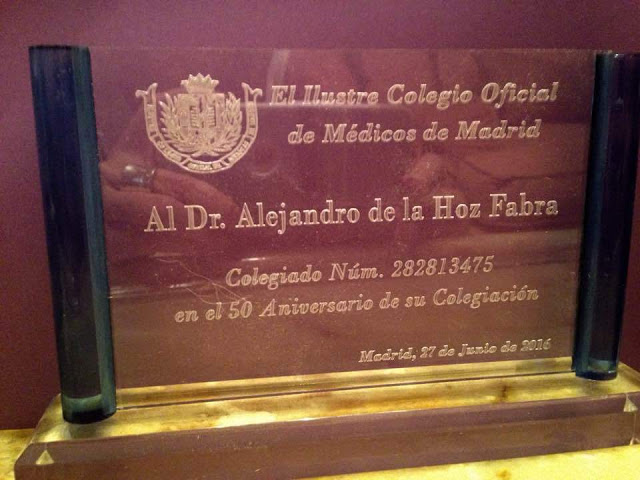 El Ilustre Colegio Oficial
de Médicos de Madrid
Al Dr. Alejandro de la Hoz Fabra
Colegiado Núm. 282813475
en el 50 Aniversario de su Colegiación
Madrid, 27 de Junio de 2016